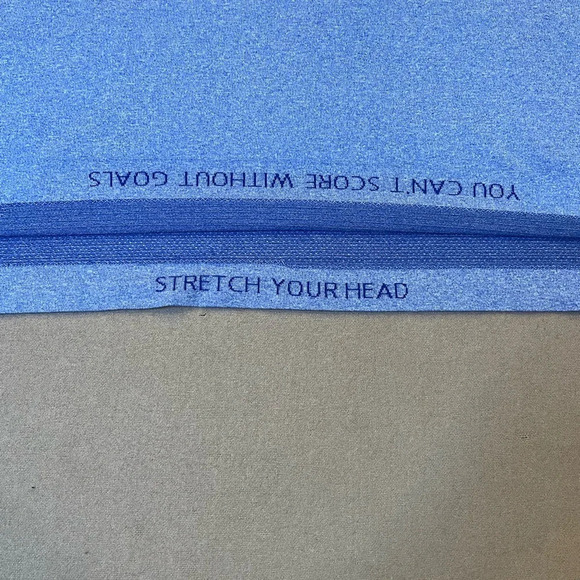 YOU CAN'T SCORE WITHOUT GOALS
STRETCH YOUR HEAD